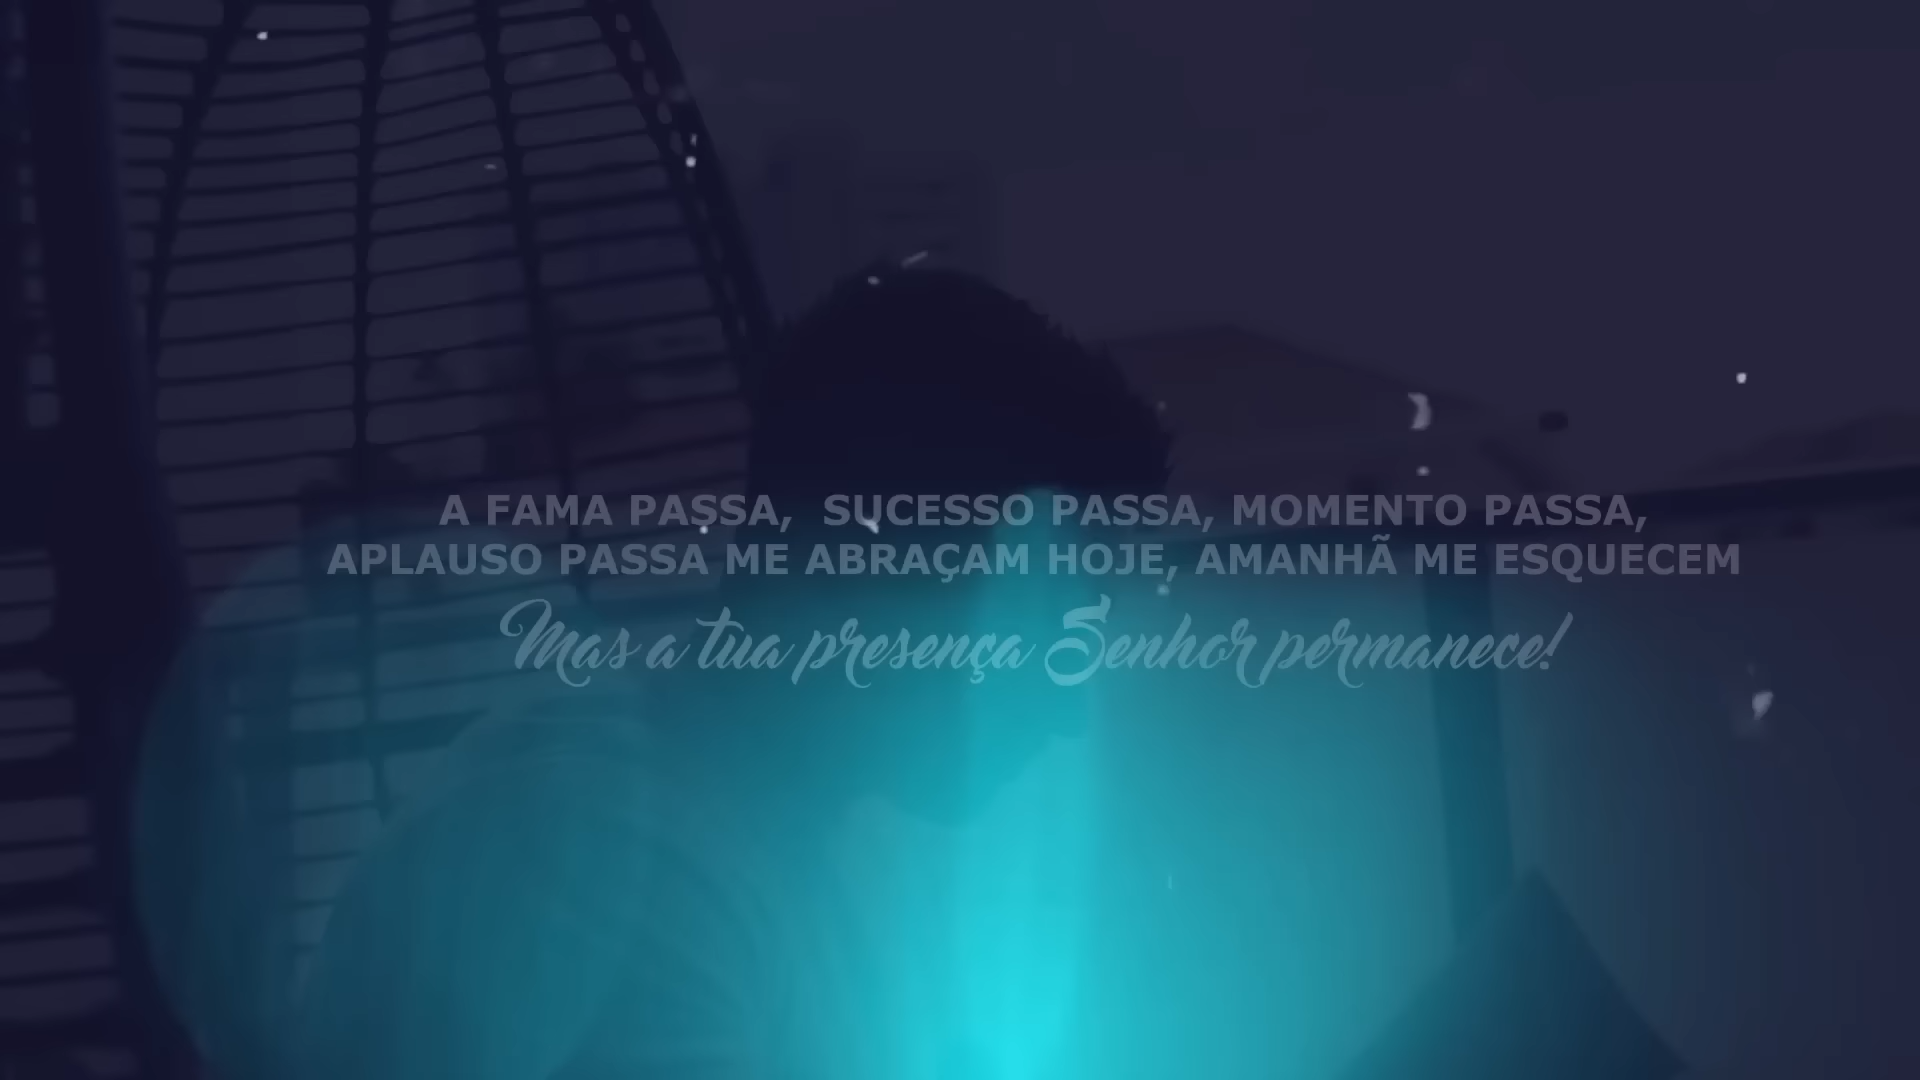 A FAMA PASSA, SUCESSO PASSA, MOMENTO PASSA,
APLAUSO PASSA ME ABRAÇAM HOJE, AMANHÃ ME ESQUECEM
Mas a tua presença Senhor permanece!